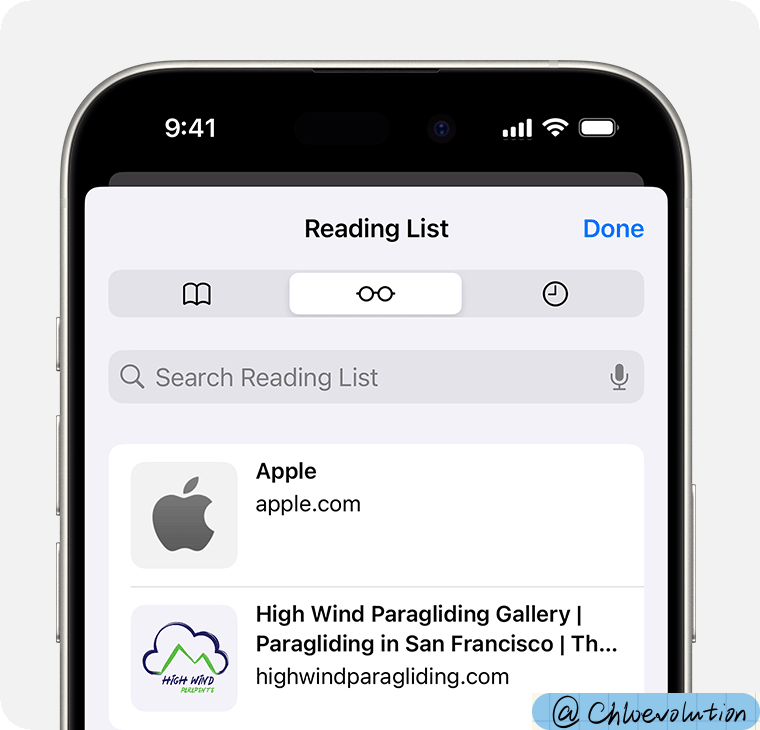 9:41
Reading List
Done
Search Reading List
Apple
apple.com
High Wind Paragliding Gallery |
Paragliding in San Francisco | Th...
highwindparagliding.com
HIGH WIND
PARAPENTE
@ Chloevolution